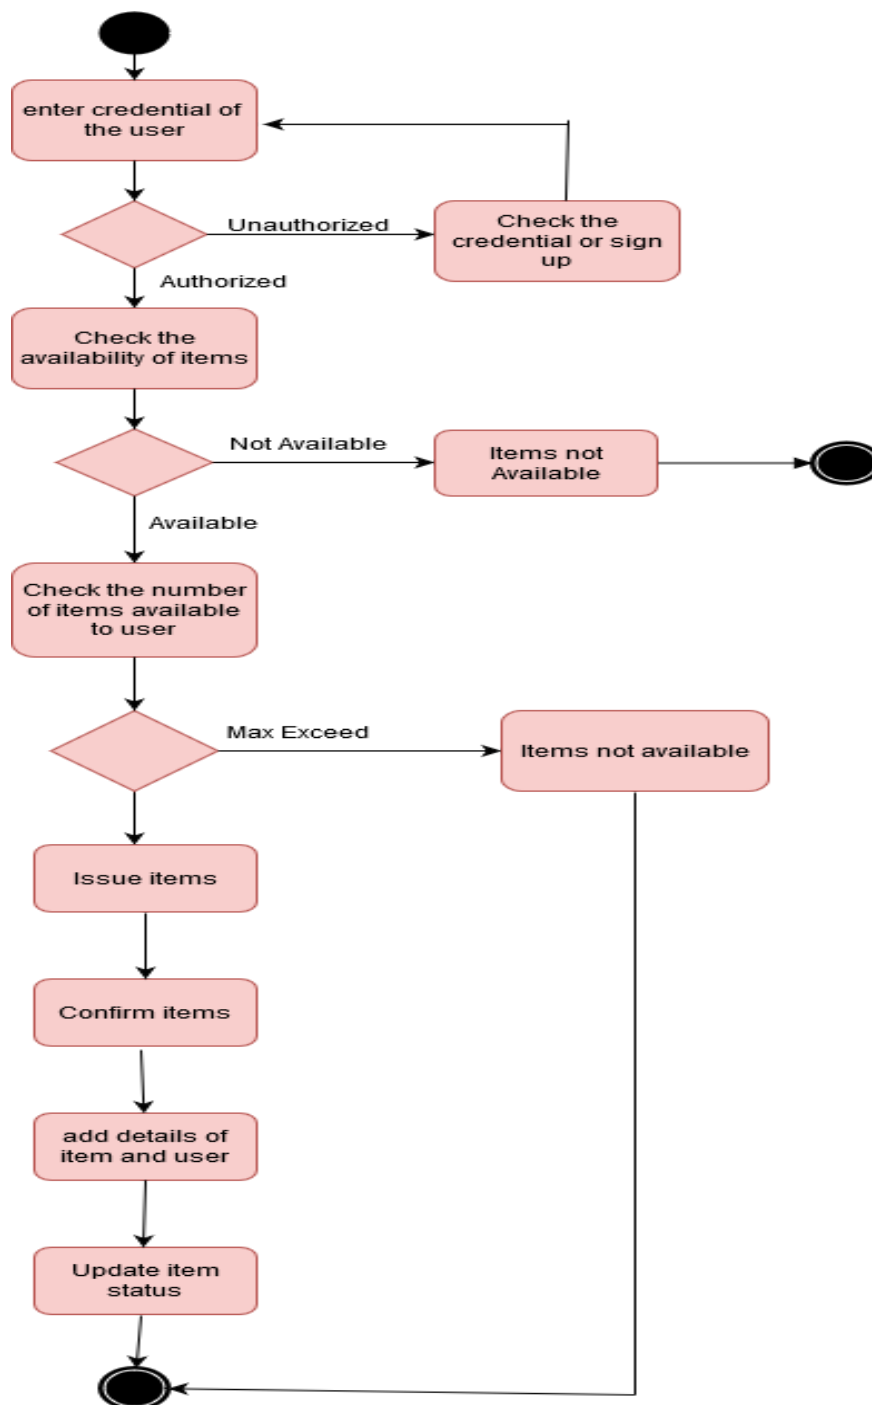 enter credential of
the user
Unauthorized
Check the
credential or sign
up
Authorized
Check the
availability of items
Not Available
Items not
Available
Available
Check the number
of items available
to user
Max Exceed
Items not available
Issue items
Confirm items
add details of
item and user
Update item
status